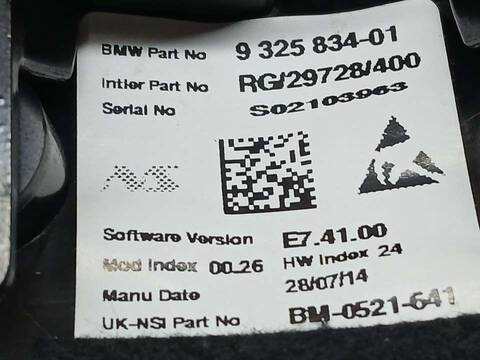 BMW Part No 9 325 834-01
Intier Part No RG/29728/400
Serial No S02103963
Software Version E7.41.00
Mod Index 00.26 HW Index 24
Manu Date 28/07/14
UK-NSI Part No BM-0521-641